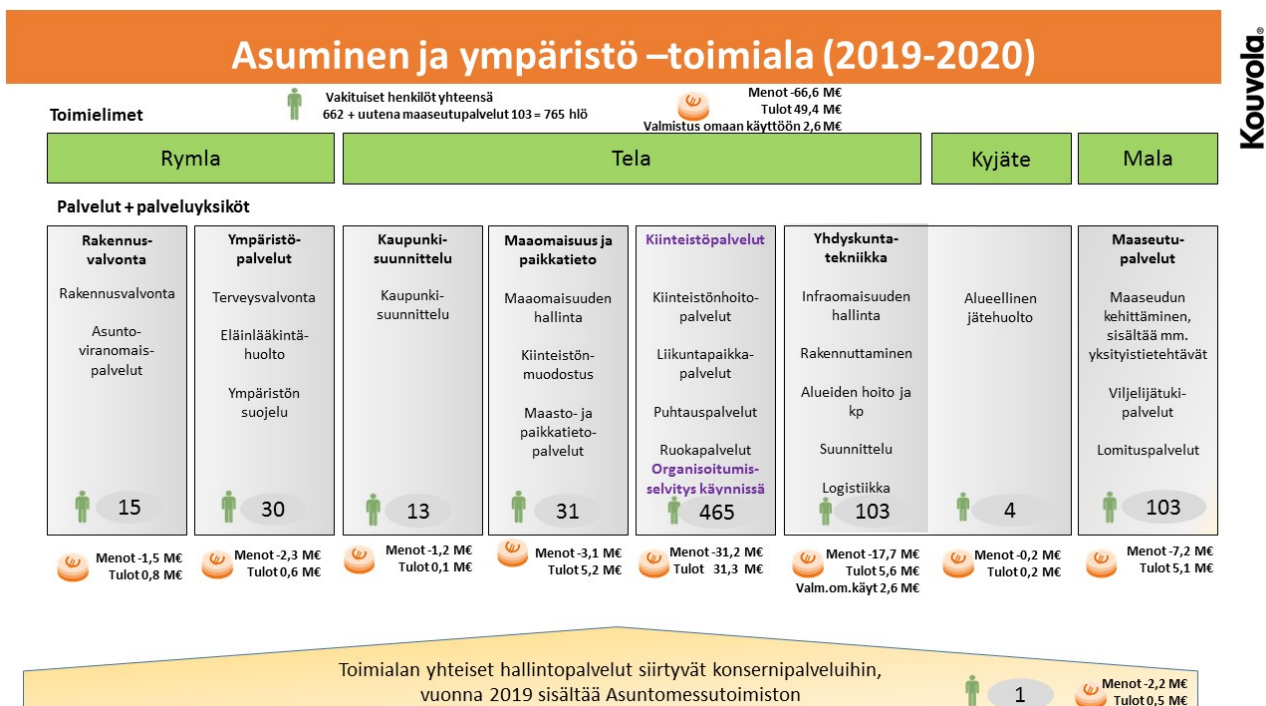 Asuminen ja ympäristö –toimiala (2019-2020)
Kouvola
Toimielimet
Vakituiset henkilöt yhteensä
662 + uutena maaseutupalvelut 103 = 765 hlö
Menot -66,6 M€
Tulot 49,4 M€
Valmistus omaan käyttöön 2,6 M€
Rymla
Tela
Kyjäte
Mala
Palvelut + palveluyksiköt
Rakennus-
valvonta
Rakennusvalvonta
Asunto-
viranomais-
palvelut
15
Menot -1,5 M€
Tulot 0,8 M€
Ympäristö-
palvelut
Terveysvalvonta
Eläinlääkintä-
huolto
Ympäristön
suojelu
30
Menot -2,3 M€
Tulot 0,6 M€
Kaupunki-
suunnittelu
Kaupunki-
suunnittelu
13
Menot -1,2 M€
Tulot 0,1 M€
Maaomaisuus ja
paikkatieto
Maaomaisuuden
hallinta
Kiinteistön-
muodostus
Maasto- ja
paikkatieto-
palvelut
31
Menot -3,1 M€
Tulot 5,2 M€
Kiinteistöpalvelut
Kiinteistönhoito-
palvelut
Liikuntapaikka-
palvelut
Puhtauspalvelut
Ruokapalvelut
Organisoitumis-
selvitys käynnissä
465
Menot -31,2 M€
Tulot 31,3 M€
Yhdyskunta-
tekniikka
Infraomaisuuden
hallinta
Rakennuttaminen
Alueiden hoito ja
kp
Suunnittelu
Logistiikka
103
Menot -17,7 M€
Tulot 5,6 M€
Valm.om.käyt 2,6 M€
Alueellinen
jätehuolto
4
Menot -0,2 M€
Tulot 0,2 M€
Maaseutu-
palvelut
Maaseudun
kehittäminen,
sisältää mm.
yksityistietehtävät
Viljelijätuki-
palvelut
Lomituspalvelut
103
Menot -7,2 M€
Tulot 5,1 M€
Toimialan yhteiset hallintopalvelut siirtyvät konsernipalveluihin,
vuonna 2019 sisältää Asuntomessutoimiston
1
Menot -2,2 M€
Tulot 0,5 M€